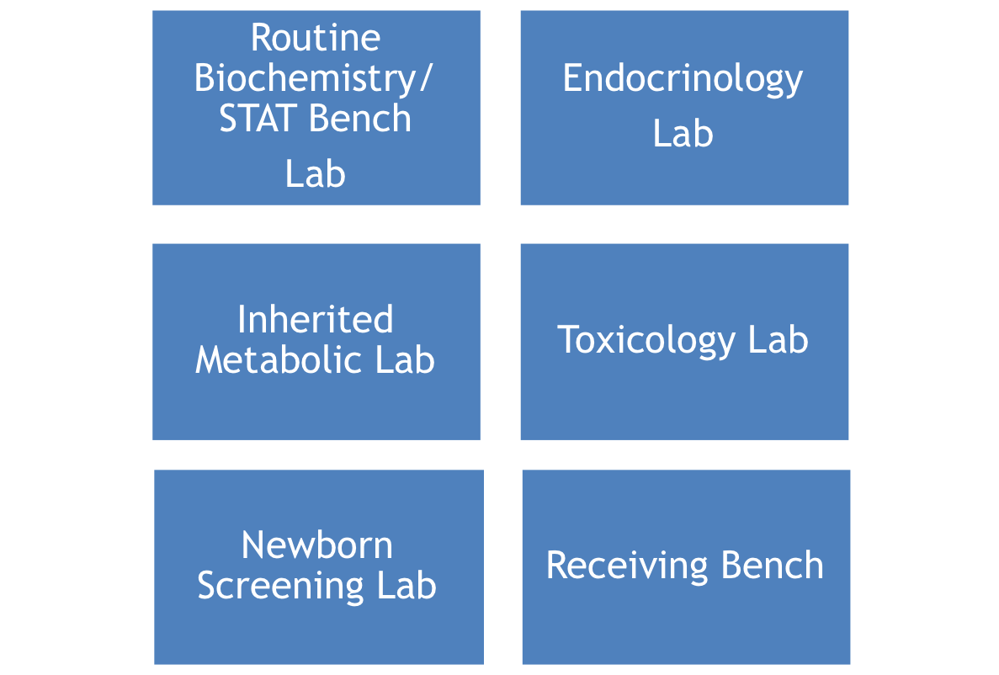 Routine
Biochemistry/
STAT Bench
Lab
Endocrinology
Lab
Inherited
Metabolic Lab
Toxicology Lab
Newborn
Screening Lab
Receiving Bench